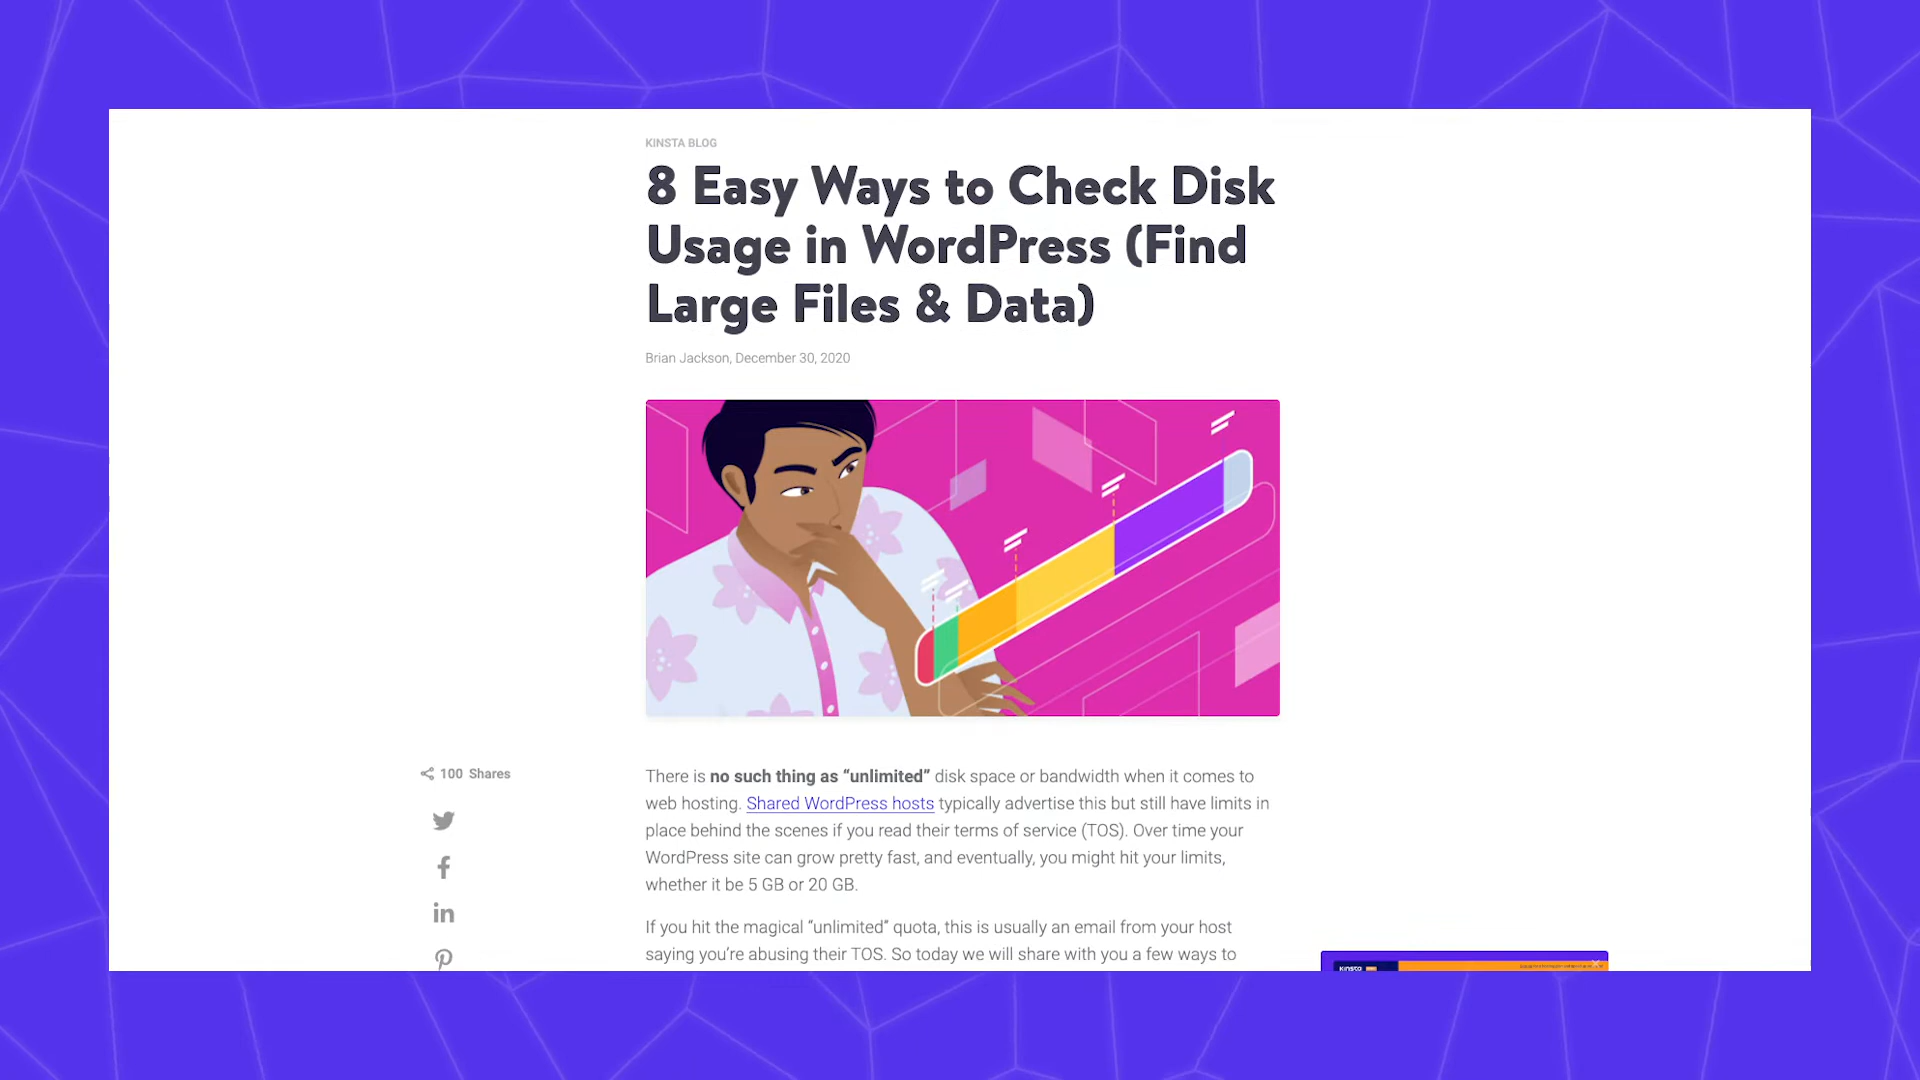 KINSTA BLOG
8 Easy Ways to Check Disk
Usage in WordPress (Find
Large Files & Data)
Brian Jackson, December 30, 2020
100 Shares
There is no such thing as “unlimited” disk space or bandwidth when it comes to
web hosting. Shared WordPress hosts typically advertise this but still have limits in
place behind the scenes if you read their terms of service (TOS). Over time your
WordPress site can grow pretty fast, and eventually, you might hit your limits,
whether it be 5 GB or 20 GB.
If you hit the magical “unlimited” quota, this is usually an email from your host
saying you’re abusing their TOS. So today we will share with you a few ways to
Kinsta